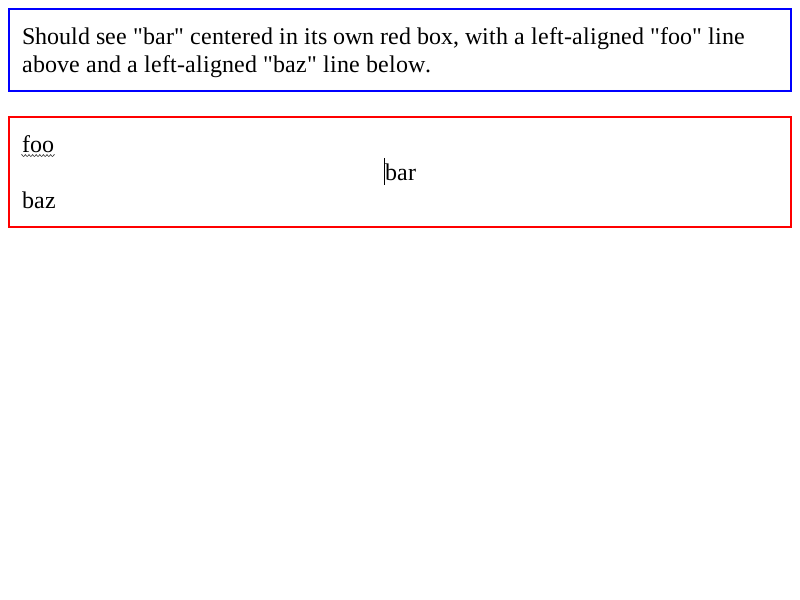 Should see "bar" centered in its own red box, with a left-aligned "foo" line
above and a left-aligned "baz" line below.
foo
bar
baz